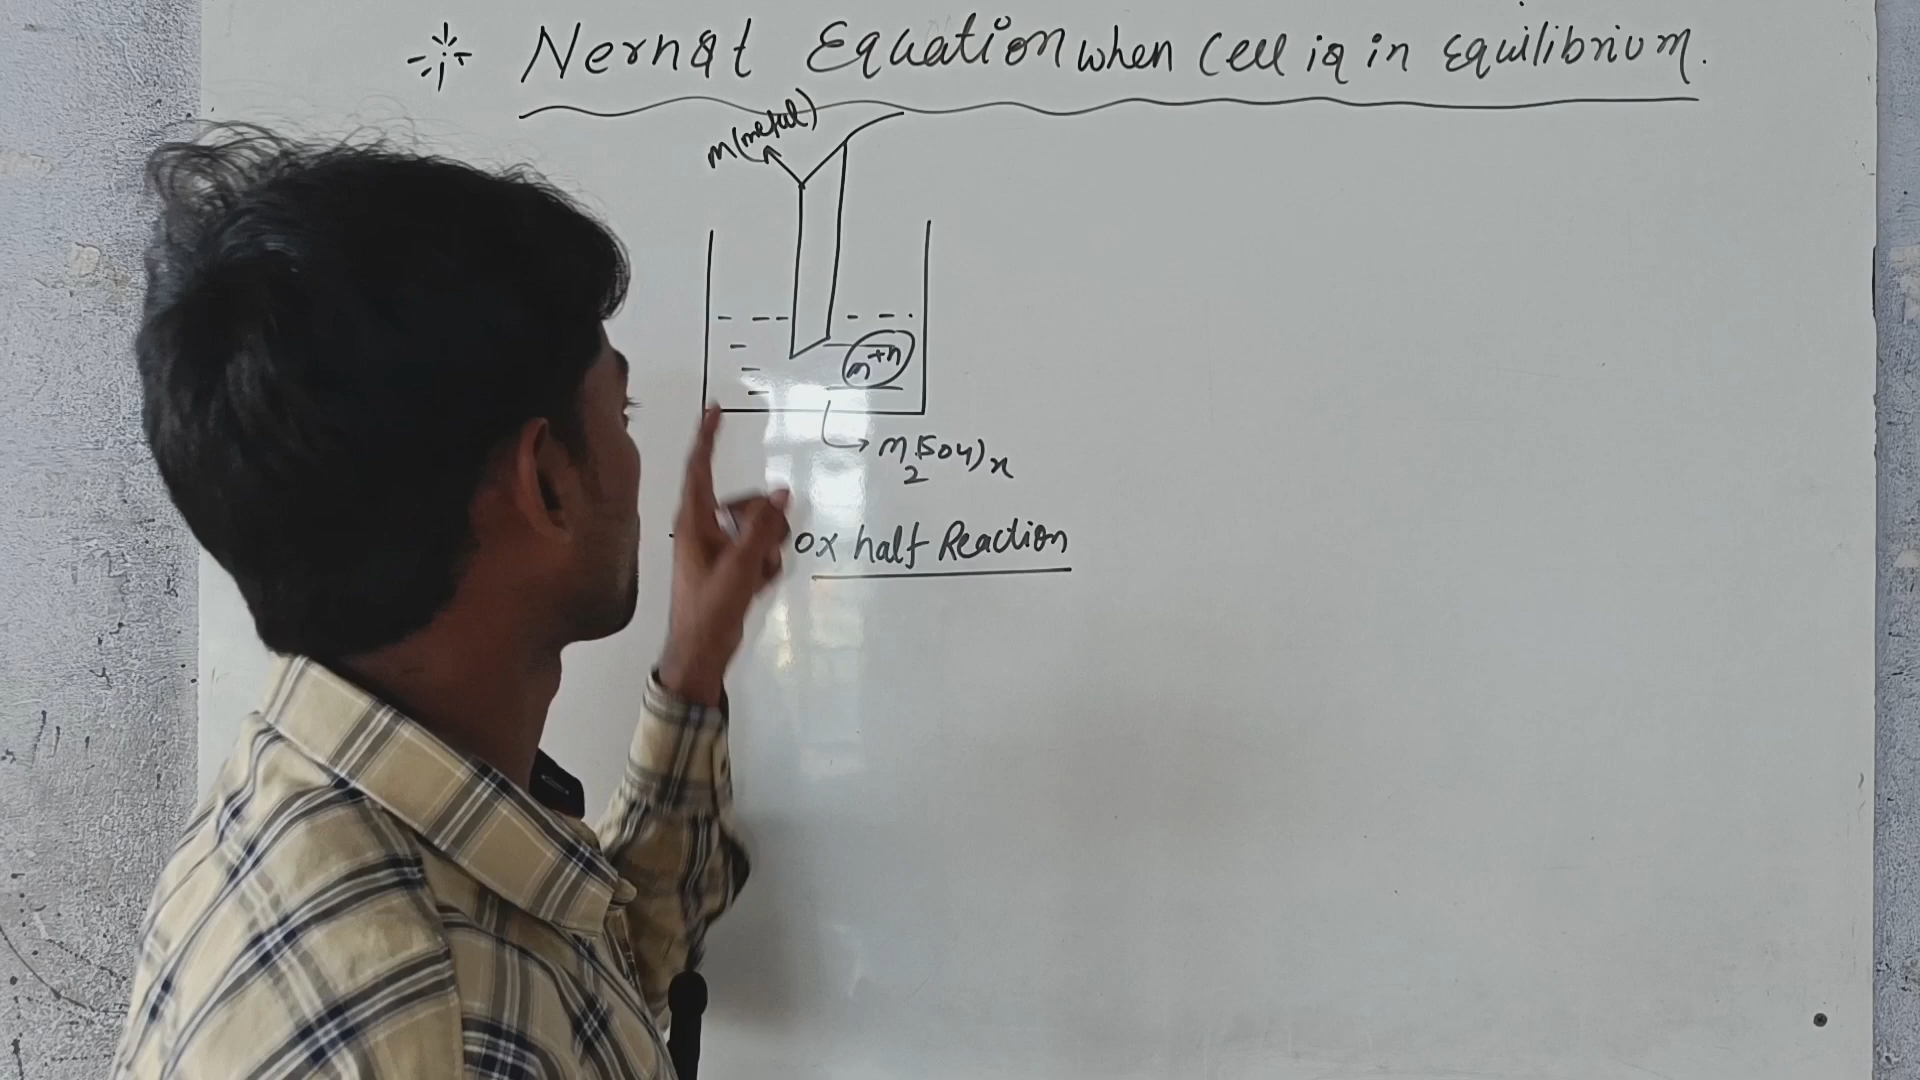 Nernst Equation when Cell is in Equilibrium.
m(metal)
m+n
m2(SO4)x
Ox half Reaction